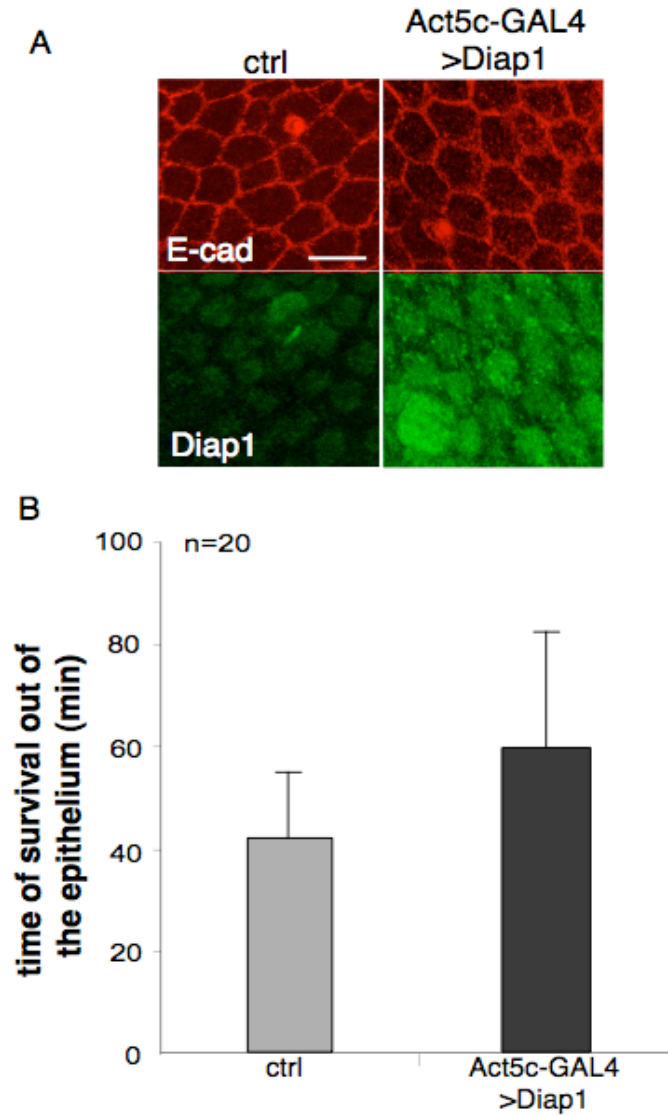 A
ctrl
Act5c-GAL4
>Diap1
E-cad
Diap1
B
n=20
100
80
60
40
20
0
time of survival out of
the epithelium (min)
ctrl
Act5c-GAL4
>Diap1